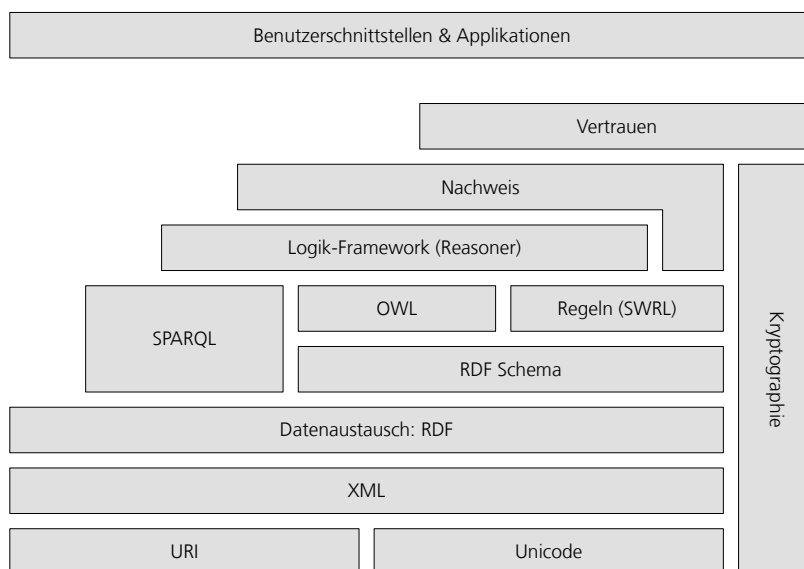 Benutzerschnittstellen & Applikationen
Vertrauen
Nachweis
Logik-Framework (Reasoner)
SPARQL
OWL
Regeln (SWRL)
RDF Schema
Kryptographie
Datenaustausch: RDF
XML
URI
Unicode